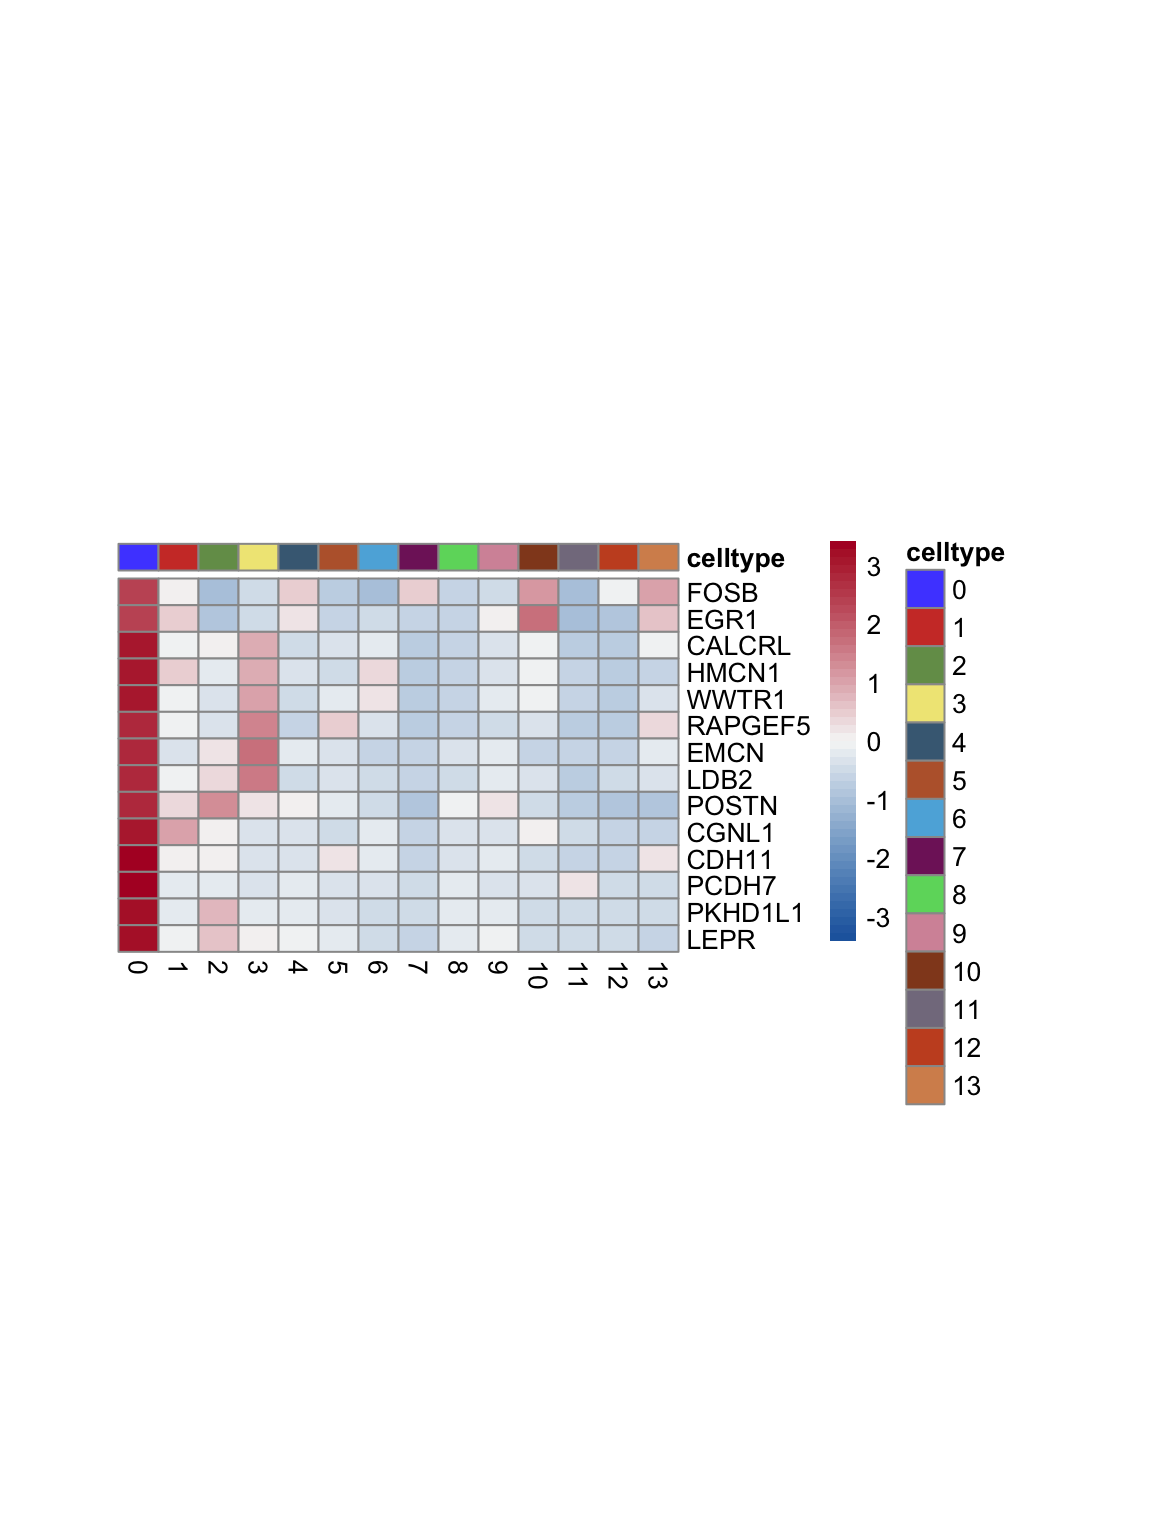 celltype
FOSB
EGR1
CALCRL
HMCN1
WWTR1
RAPGEF5
EMCN
LDB2
POSTN
CGNL1
CDH11
PCDH7
PKHD1L1
LEPR
0 1 2 3 4 5 6 7 8 9 10 11 12 13
3
2
1
0
-1
-2
-3
celltype
0
1
2
3
4
5
6
7
8
9
10
11
12
13